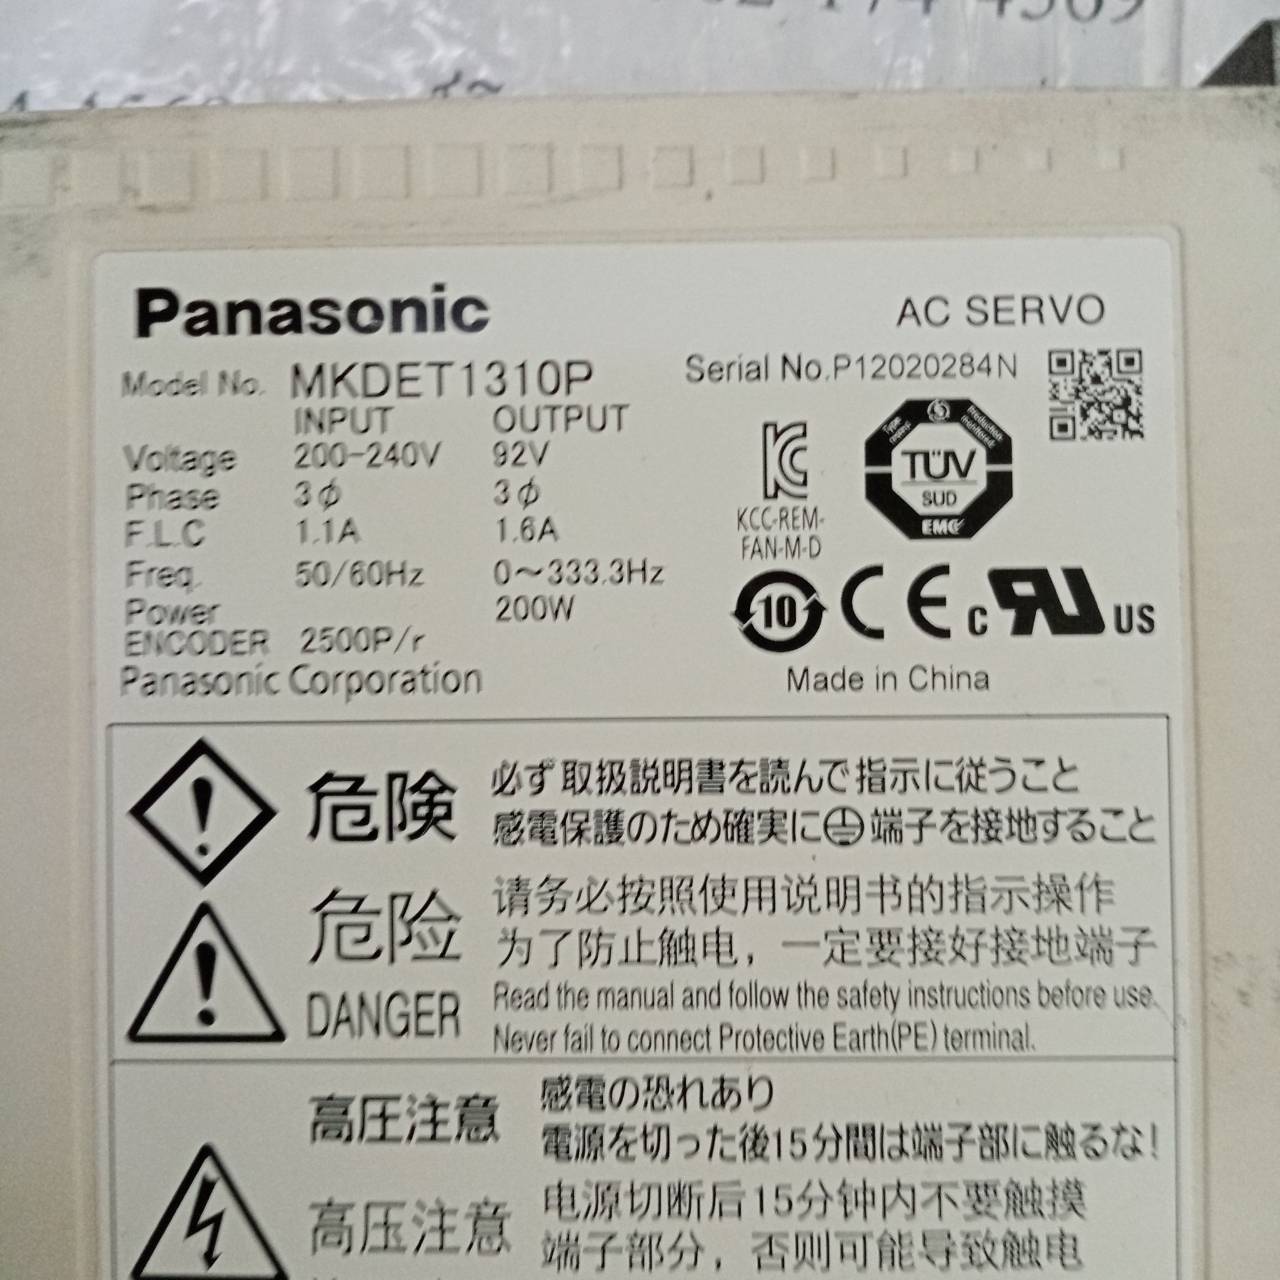 Panasonic
AC SERVO
Model No. MKDET1310P
Serial No.P12020284N
INPUT OUTPUT
Voltage 200-240V 92V
Phase 3ϕ 3ϕ
F.L.C 1.1A 1.6A
Freq. 50/60Hz 0～333.3Hz
Power 200W
ENCODER 2500P/r
Panasonic Corporation
KCC-REM-
FAN-M-D
TÜV
SUD
EMC
10 CE c RU US
Made in China
危険
必ず取扱説明書を読んで指示に従うこと
感電保護のため確実に端子を接地すること
危险
请务必按照使用说明书的指示操作
为了防止触电，一定要接好接地端子
DANGER
Read the manual and follow the safety instructions before use.
Never fail to connect Protective Earth(PE) terminal.
高圧注意
感電の恐れあり
電源を切った後15分間は端子部に触るな!
高压注意
电源切断后15分钟内不要触摸
端子部分，否则可能导致触电